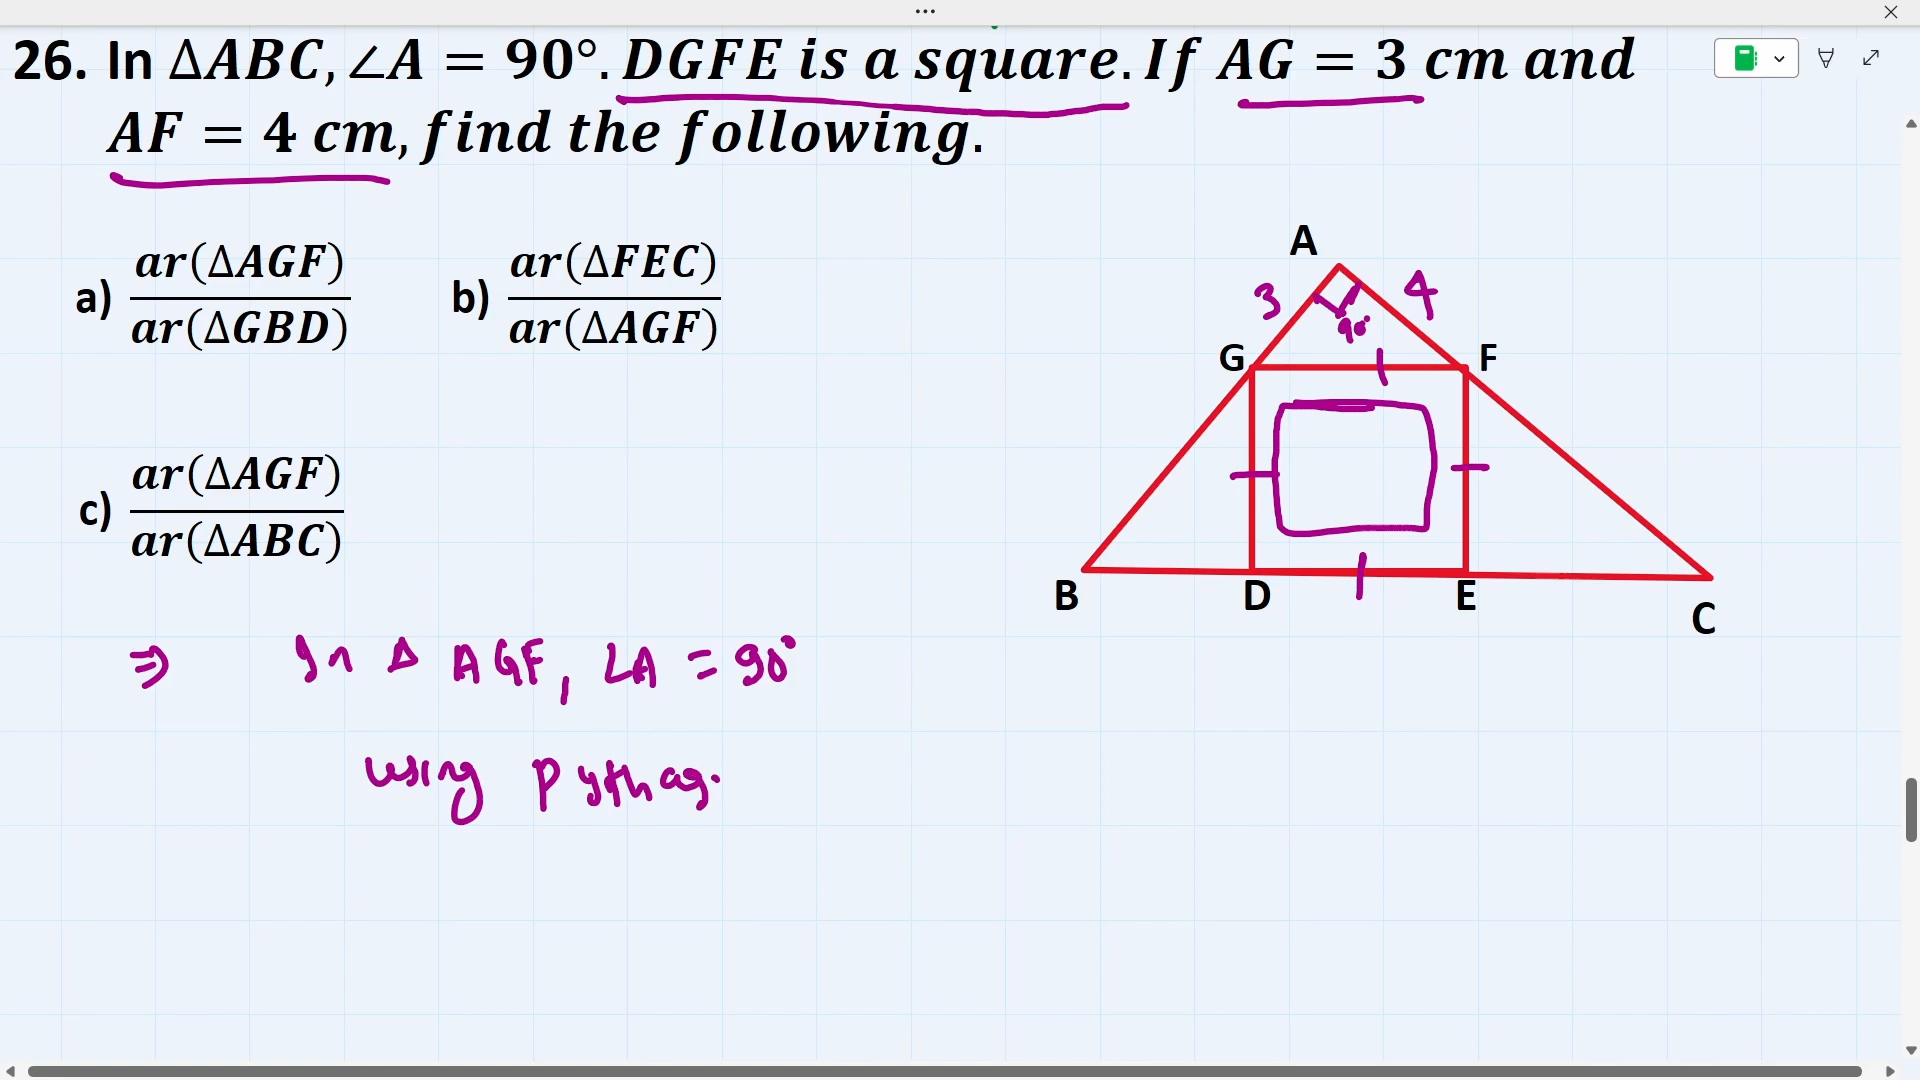 26. In ΔABC, ∠A = 90°. DGFE is a square. If AG = 3 cm and
AF = 4 cm, find the following.
a) ar(ΔAGF)/ar(ΔGBD) b) ar(ΔFEC)/ar(ΔAGF)
c) ar(ΔAGF)/ar(ΔABC)
A
3 4
90°
G F
B D E C
⇒ In Δ AGF, ∠A = 90°
using Pythag.